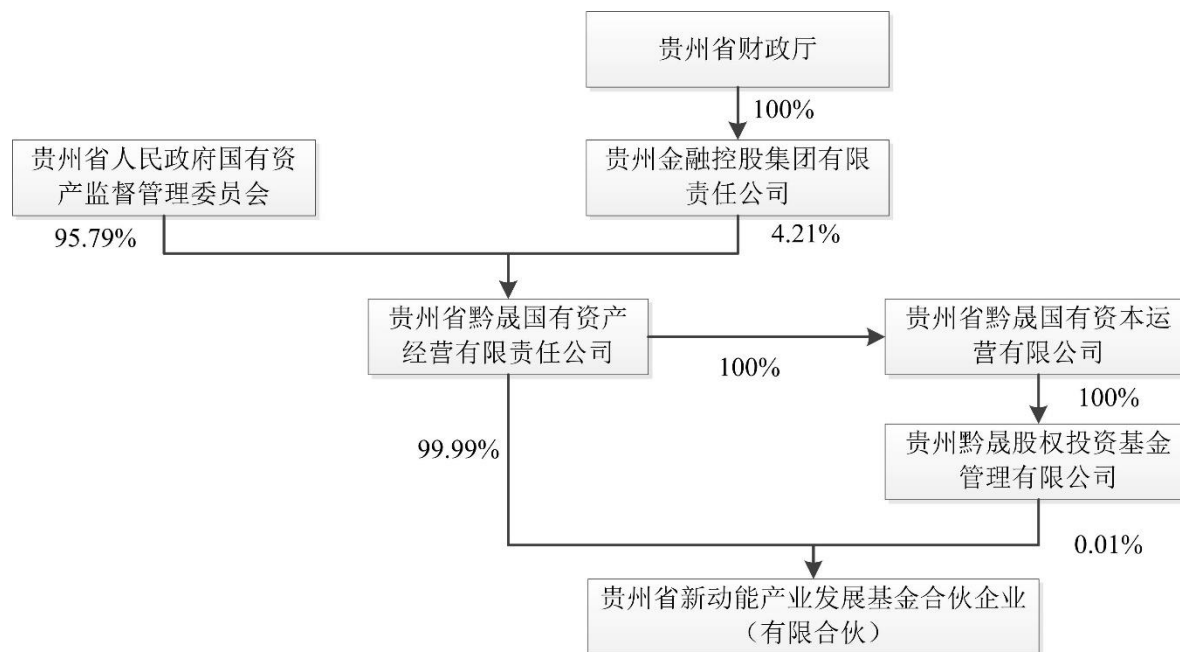 贵州省财政厅
100%
贵州省人民政府国有资
产监督管理委员会
贵州金融控股集团有限
责任公司
95.79%
4.21%
贵州省黔晟国有资产
经营有限责任公司
贵州省黔晟国有资本运
营有限公司
100%
100%
99.99%
贵州黔晟股权投资基金
管理有限公司
0.01%
贵州省新动能产业发展基金合伙企业
（有限合伙）